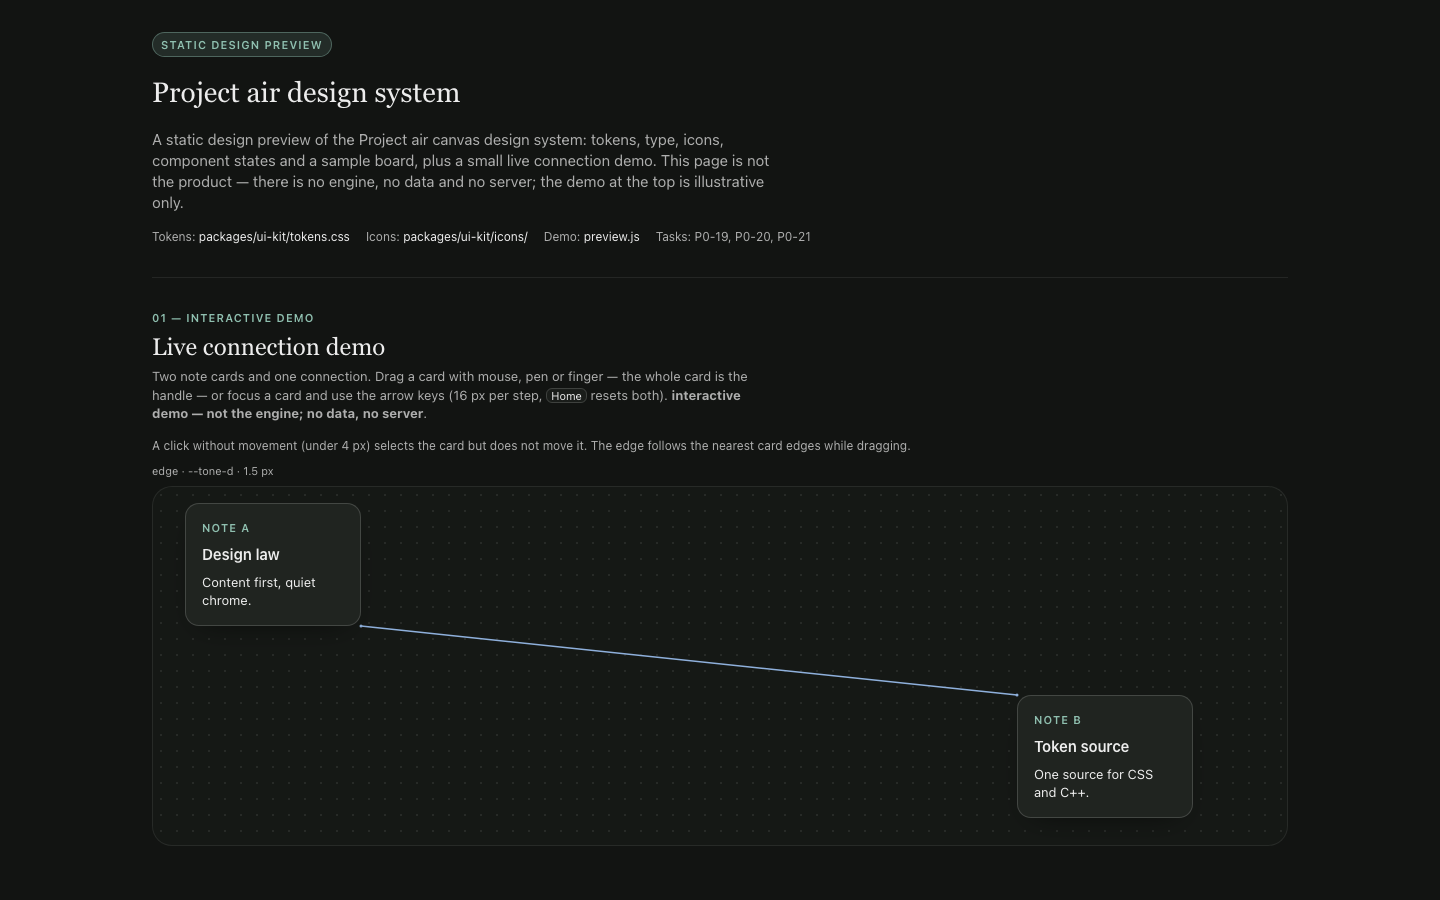 STATIC DESIGN PREVIEW
Project air design system
A static design preview of the Project air canvas design system: tokens, type, icons,
component states and a sample board, plus a small live connection demo. This page is not
the product — there is no engine, no data and no server; the demo at the top is illustrative
only.
Tokens: packages/ui-kit/tokens.css Icons: packages/ui-kit/icons/ Demo: preview.js Tasks: P0-19, P0-20, P0-21
01 — INTERACTIVE DEMO
Live connection demo
Two note cards and one connection. Drag a card with mouse, pen or finger — the whole card is the
handle — or focus a card and use the arrow keys (16 px per step, Home resets both). interactive
demo — not the engine; no data, no server.
A click without movement (under 4 px) selects the card but does not move it. The edge follows the nearest card edges while dragging.
edge · --tone-d · 1.5 px
NOTE A
Design law
Content first, quiet
chrome.
NOTE B
Token source
One source for CSS
and C++.